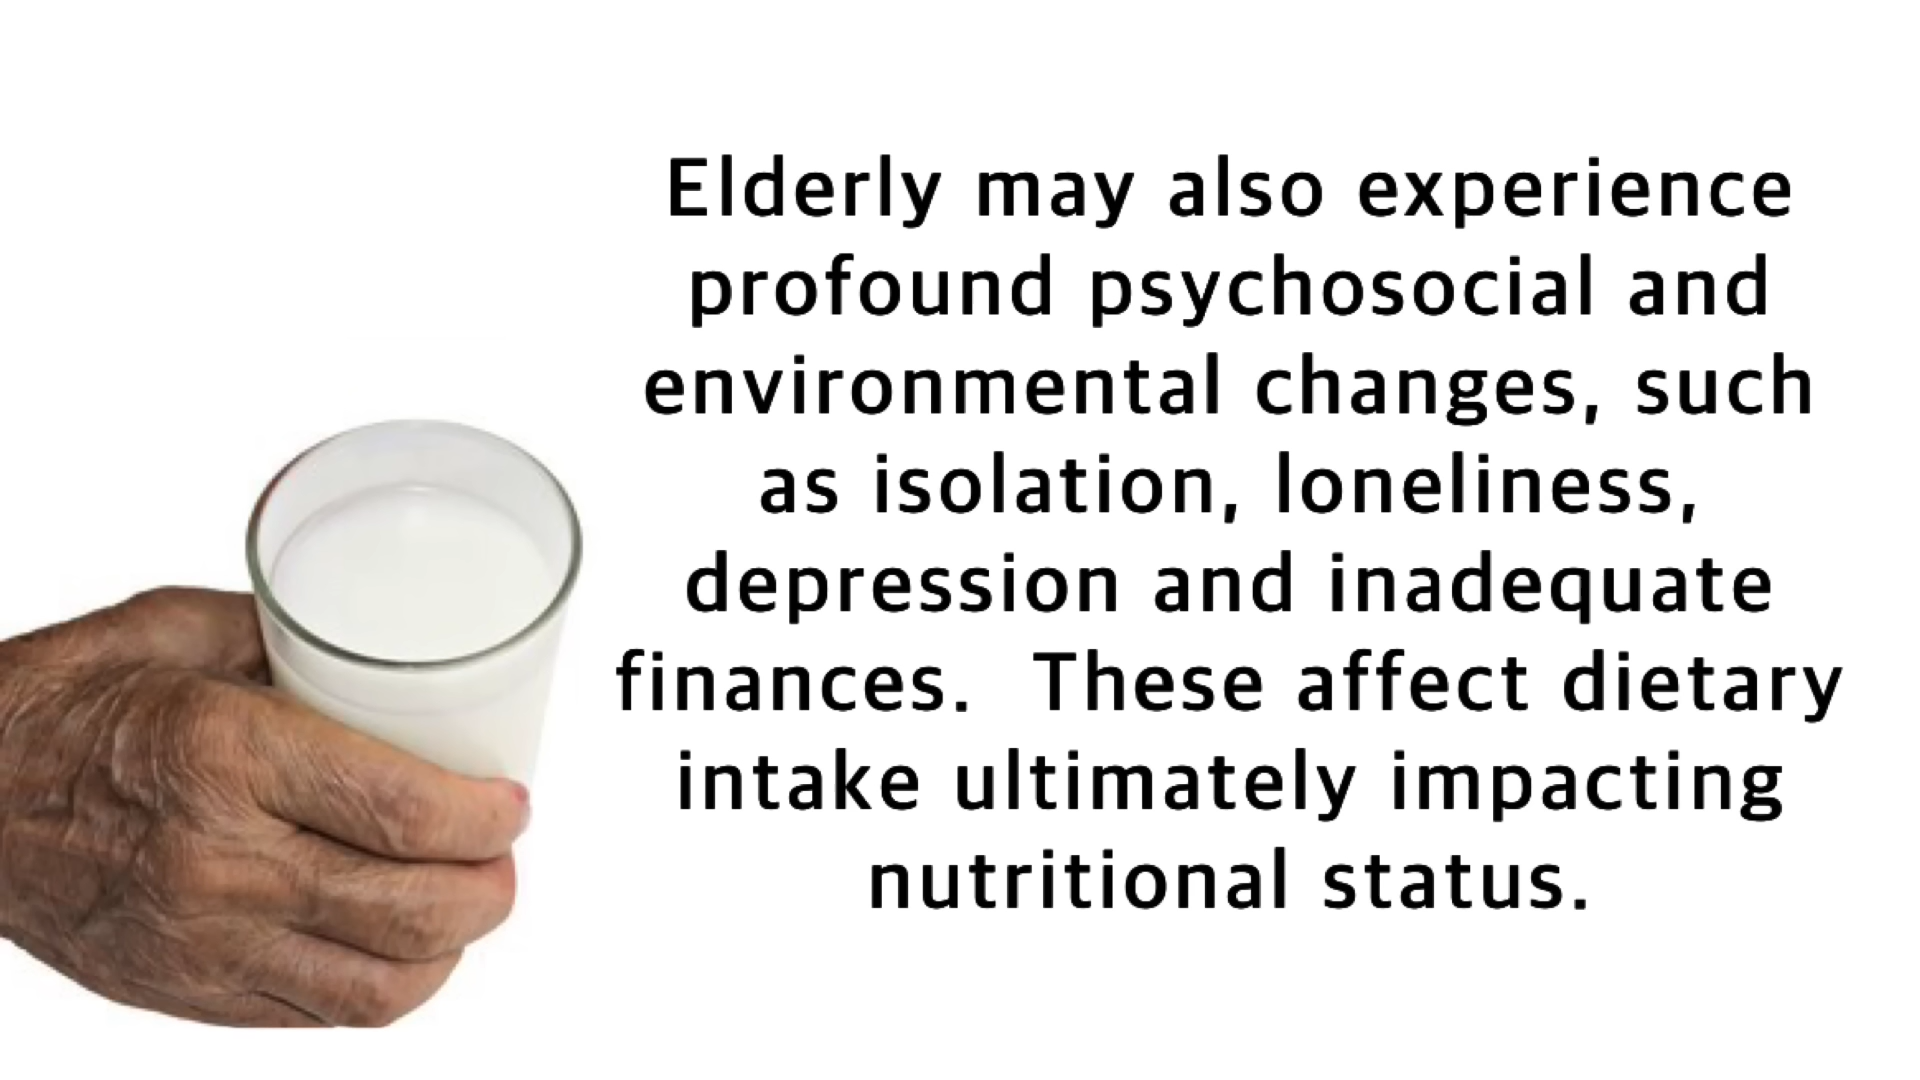 Elderly may also experience
profound psychosocial and
environmental changes, such
as isolation, loneliness,
depression and inadequate
finances.  These affect dietary
intake ultimately impacting
nutritional status.